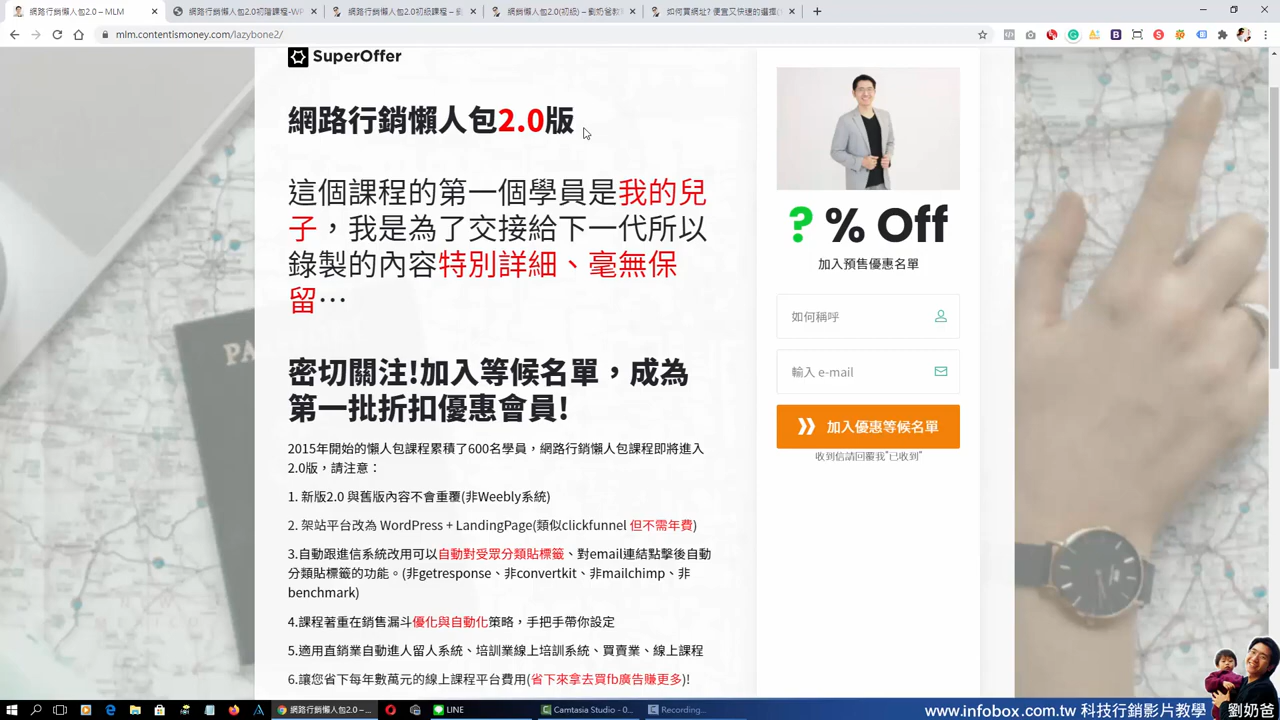 網路行銷懶人包2.0 – MLM
網路行銷懶人包2.0初階課程-WP
網路行銷懶人包2.0初級課程 – 劉
網銷懶人包2.0(初級) – 劉奶爸教
如何買網址? 便宜又快速的選擇
mlm.contentismoney.com/lazybone2/
SuperOffer
網路行銷懶人包2.0版
這個課程的第一個學員是我的兒
子，我是為了交接給下一代所以
錄製的內容特別詳細、毫無保
留…
密切關注!加入等候名單，成為
第一批折扣優惠會員!
2015年開始的懶人包課程累積了600名學員，網路行銷懶人包課程即將進入
2.0版，請注意：
1. 新版2.0 與舊版內容不會重覆(非Weebly系統)
2. 架站平台改為 WordPress + LandingPage(類似clickfunnel 但不需年費)
3.自動跟進信系統改用可以自動對受眾分類貼標籤、對email連結點擊後自動
分類貼標籤的功能。(非getresponse、非convertkit、非mailchimp、非
benchmark)
4.課程著重在銷售漏斗優化與自動化策略，手把手帶你設定
5.適用直銷業自動進人留人系統、培訓業線上培訓系統、買賣業、線上課程
6.讓您省下每年數萬元的線上課程平台費用(省下來拿去買fb廣告賺更多)!
? % Off
加入預售優惠名單
如何稱呼
輸入 e-mail
加入優惠等候名單
收到信請回覆我"已收到"
PA
網路行銷懶人包2.0 –...
LINE
Camtasia Studio - 0...
Recording...
www.infobox.com.tw 科技行銷影片教學
劉奶爸